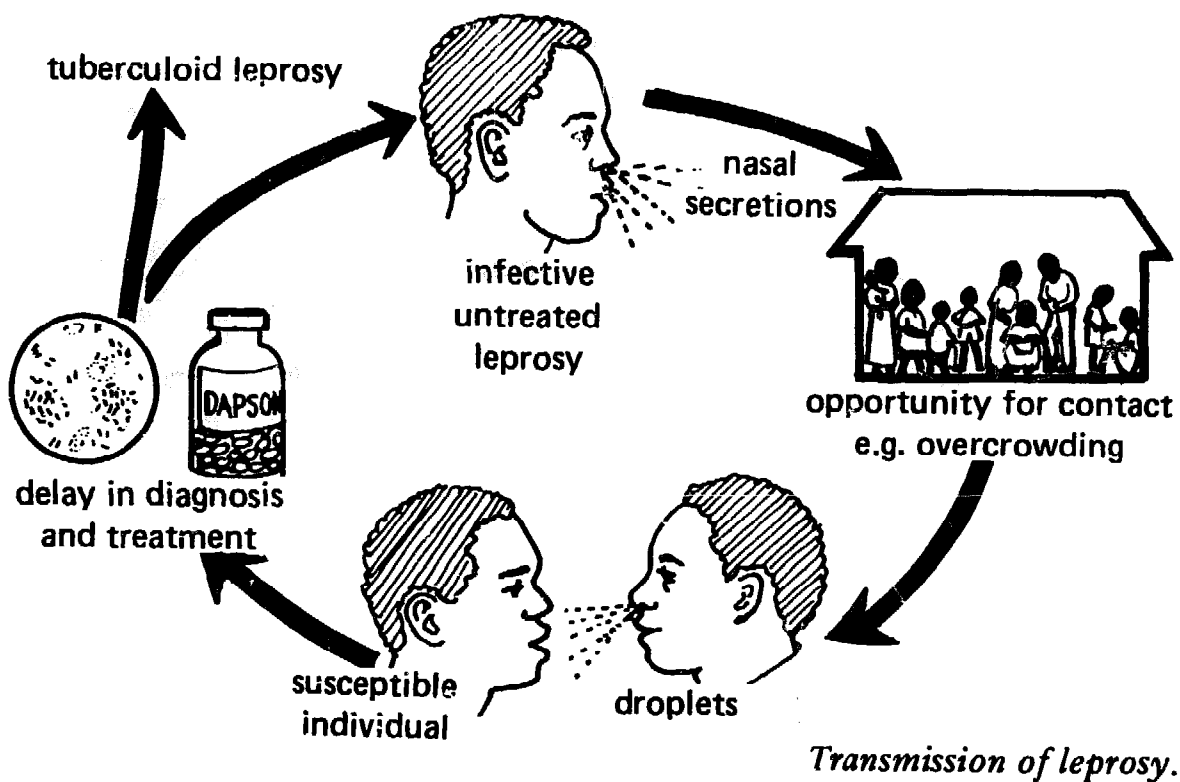 tuberculoid leprosy
nasal
secretions
infective
untreated
leprosy
opportunity for contact
e.g. overcrowding
DAPSON
delay in diagnosis
and treatment
susceptible
individual
droplets
Transmission of leprosy.